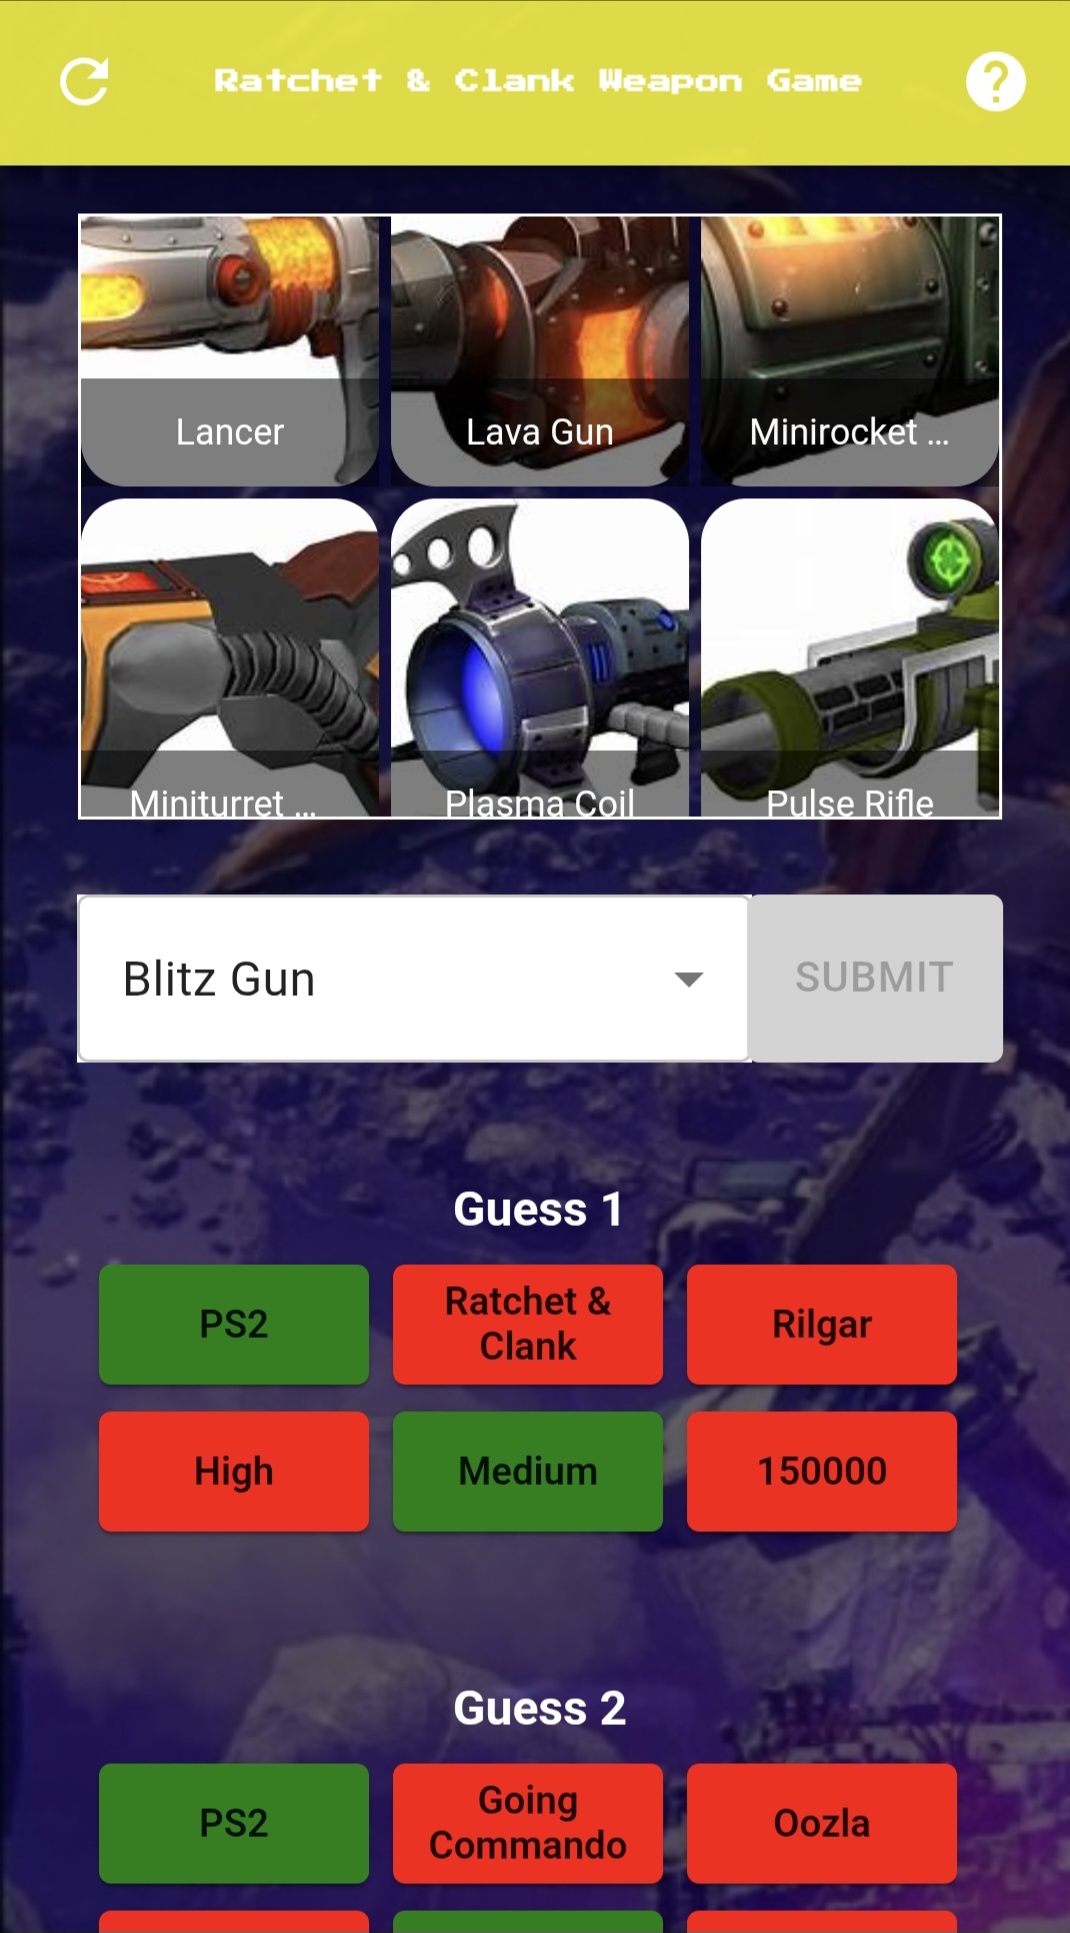 Ratchet & Clank Weapon Game
Lancer
Lava Gun
Minirocket ...
Miniturret ...
Plasma Coil
Pulse Rifle
Blitz Gun
SUBMIT
Guess 1
PS2
Ratchet &
Clank
Rilgar
High
Medium
150000
Guess 2
PS2
Going
Commando
Oozla